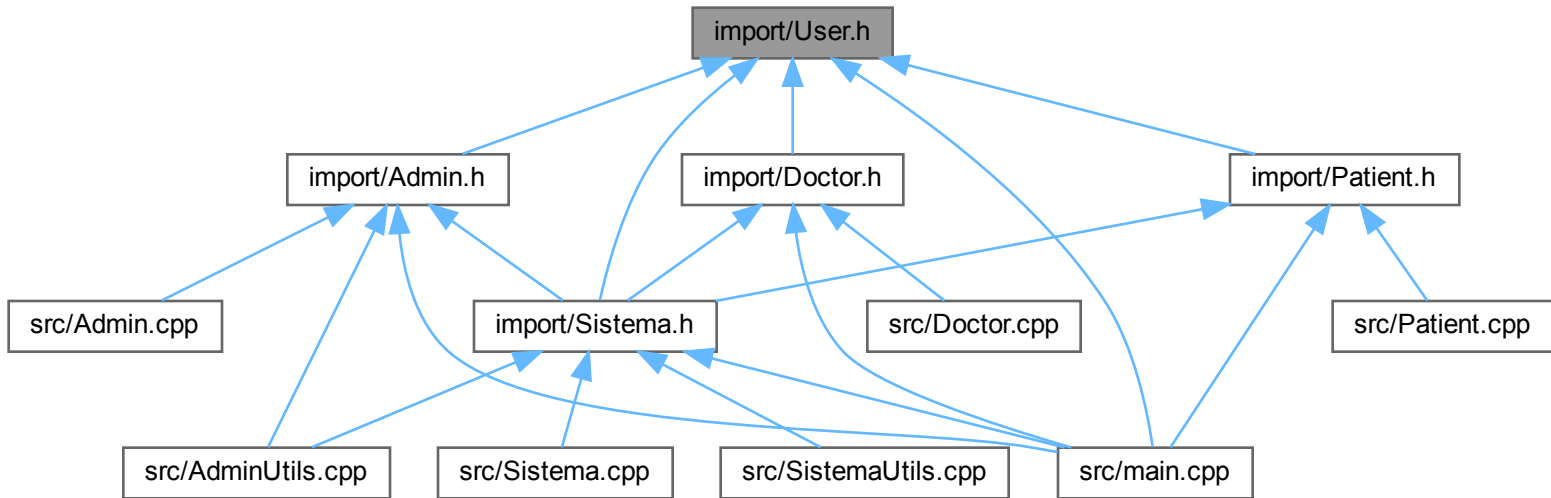 import/User.h
import/Admin.h
import/Doctor.h
import/Patient.h
src/Admin.cpp
import/Sistema.h
src/Doctor.cpp
src/Patient.cpp
src/AdminUtils.cpp
src/Sistema.cpp
src/SistemaUtils.cpp
src/main.cpp